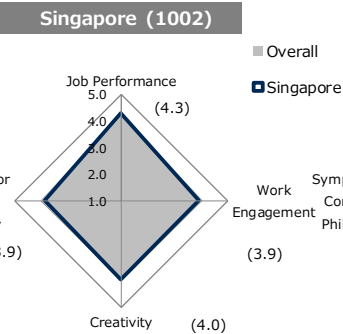 Singapore (1002)
Overall
Singapore
Job Performance
(4.3)
5.0
4.0
3.0
2.0
1.0
Work
Engagement
(3.9)
Creativity
(4.0)